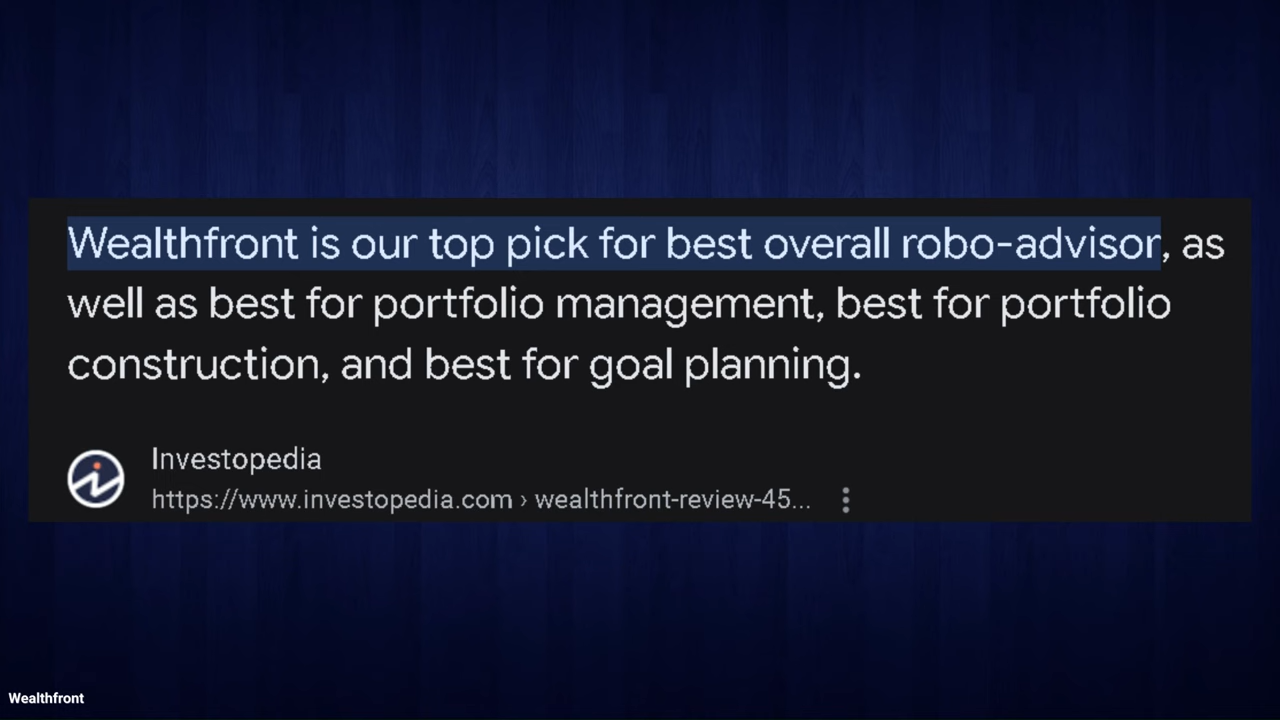 Wealthfront is our top pick for best overall robo-advisor, as
well as best for portfolio management, best for portfolio
construction, and best for goal planning.
Investopedia
https://www.investopedia.com › wealthfront-review-45...
Wealthfront